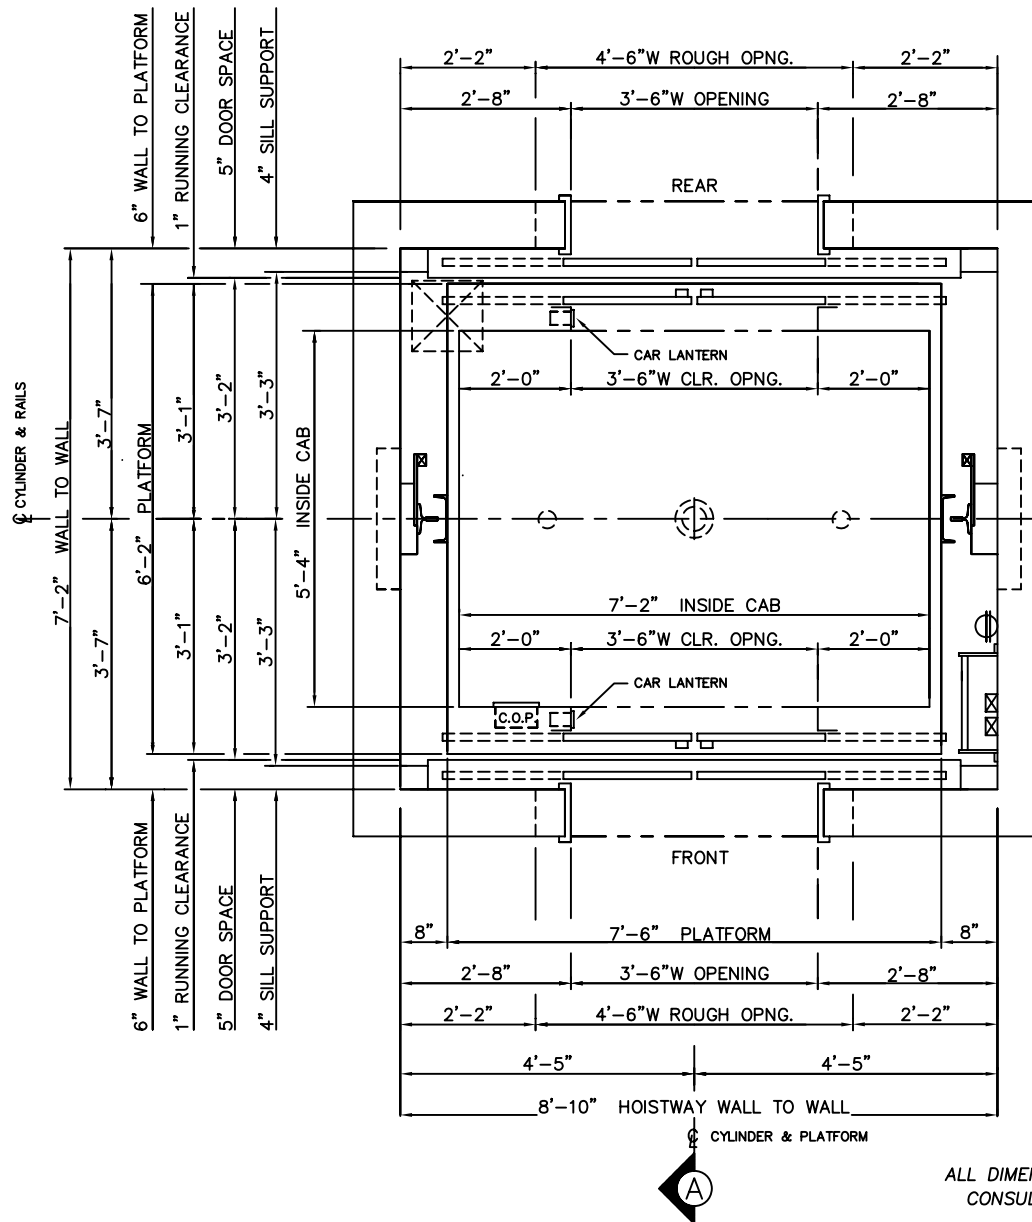 6" WALL TO PLATFORM
1" RUNNING CLEARANCE
5" DOOR SPACE
4" SILL SUPPORT
2'-2"
4'-6"W ROUGH OPNG.
2'-2"
2'-8"
3'-6"W OPENING
2'-8"
REAR
CAR LANTERN
2'-0"
3'-6"W CLR. OPNG.
2'-0"
℄ CYLINDER & RAILS
7'-2" WALL TO WALL
3'-7"
3'-7"
6'-2" PLATFORM
3'-1"
3'-1"
3'-2"
3'-2"
3'-3"
3'-3"
5'-4" INSIDE CAB
7'-2" INSIDE CAB
2'-0"
3'-6"W CLR. OPNG.
2'-0"
CAR LANTERN
C.O.P.
FRONT
6" WALL TO PLATFORM
1" RUNNING CLEARANCE
5" DOOR SPACE
4" SILL SUPPORT
8"
7'-6" PLATFORM
8"
2'-8"
3'-6"W OPENING
2'-8"
2'-2"
4'-6"W ROUGH OPNG.
2'-2"
4'-5"
4'-5"
8'-10" HOISTWAY WALL TO WALL
℄ CYLINDER & PLATFORM
A
ALL DIME
CONSUL